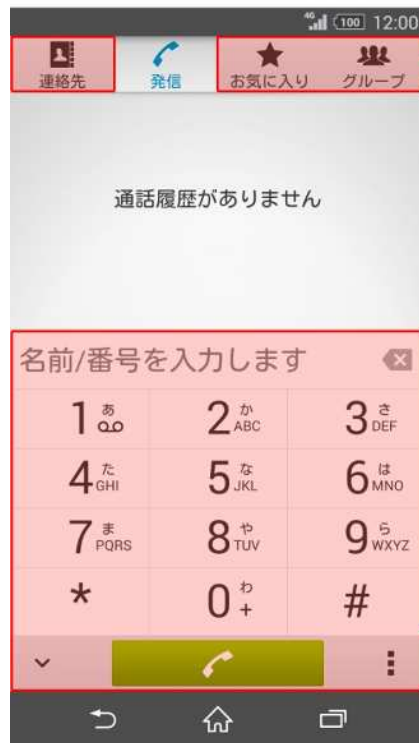 4G 100 12:00
連絡先 発信 お気に入り グループ
通話履歴がありません
名前/番号を入力します
1 あ 2 か ABC 3 さ DEF
4 た GHI 5 な JKL 6 は MNO
7 ま PQRS 8 や TUV 9 ら WXYZ
* 0 わ + #